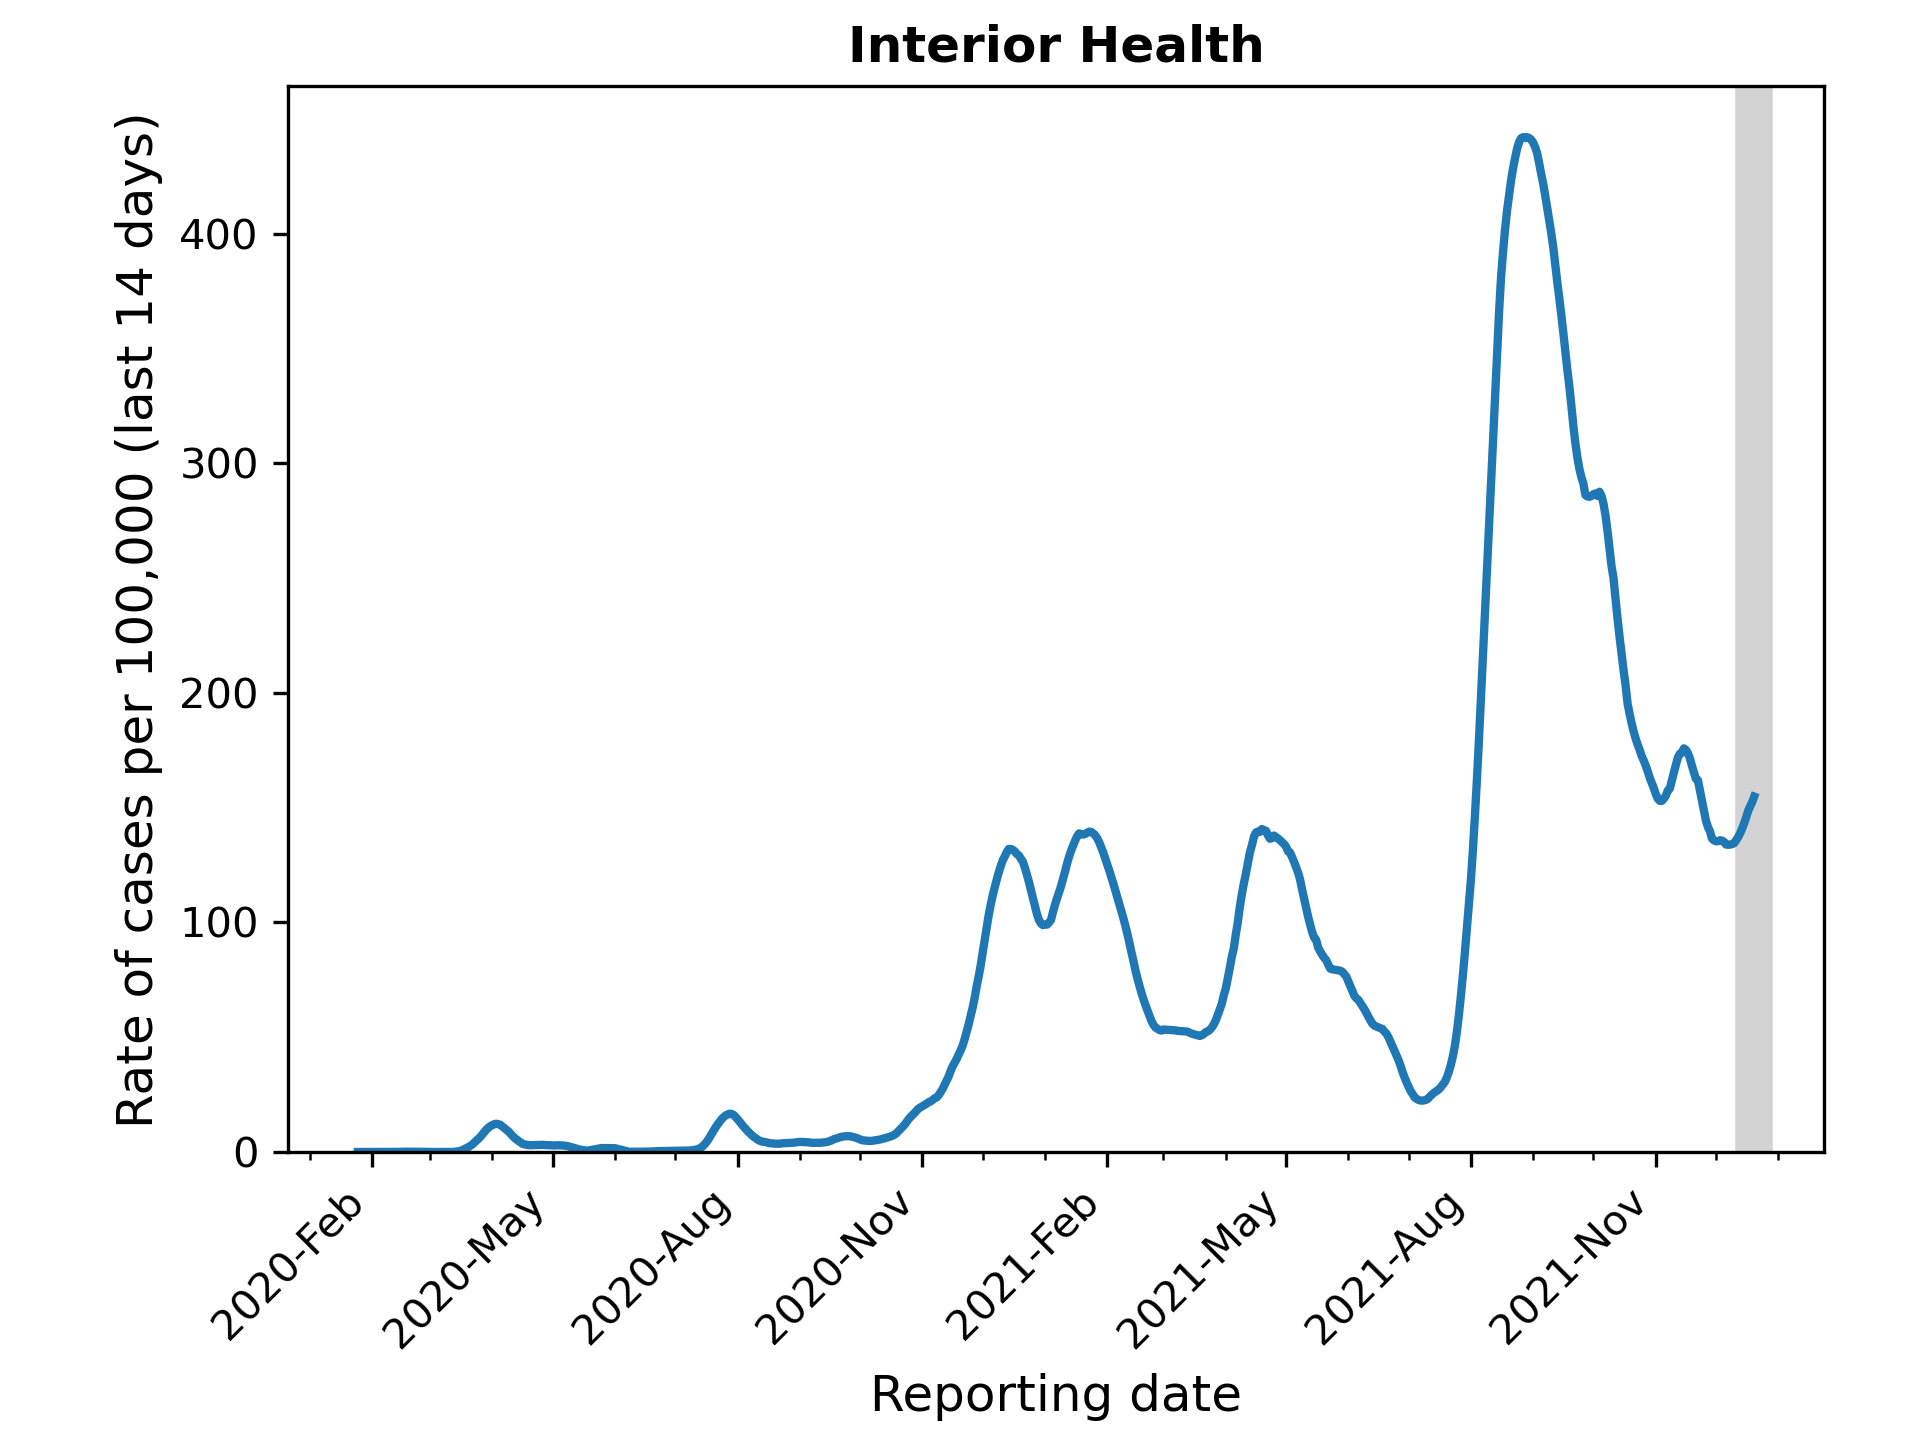 Interior Health
Rate of cases per 100,000 (last 14 days)
400
300
200
100
0
2020-Feb
2020-May
2020-Aug
2020-Nov
2021-Feb
2021-May
2021-Aug
2021-Nov
Reporting date